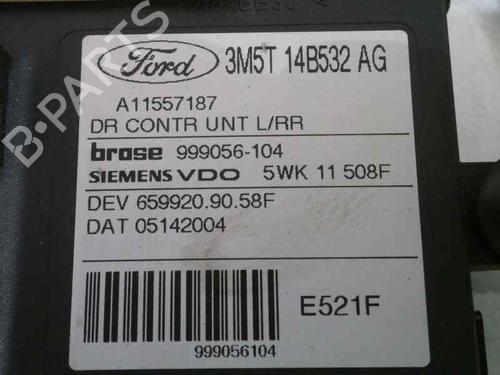 Ford 3M5T 14B532 AG
A11557187
DR CONTR UNT L/RR
brose 999056-104
SIEMENS VDO 5WK 11 508F
DEV 659920.90.58F
DAT 05142004
E521F
999056104